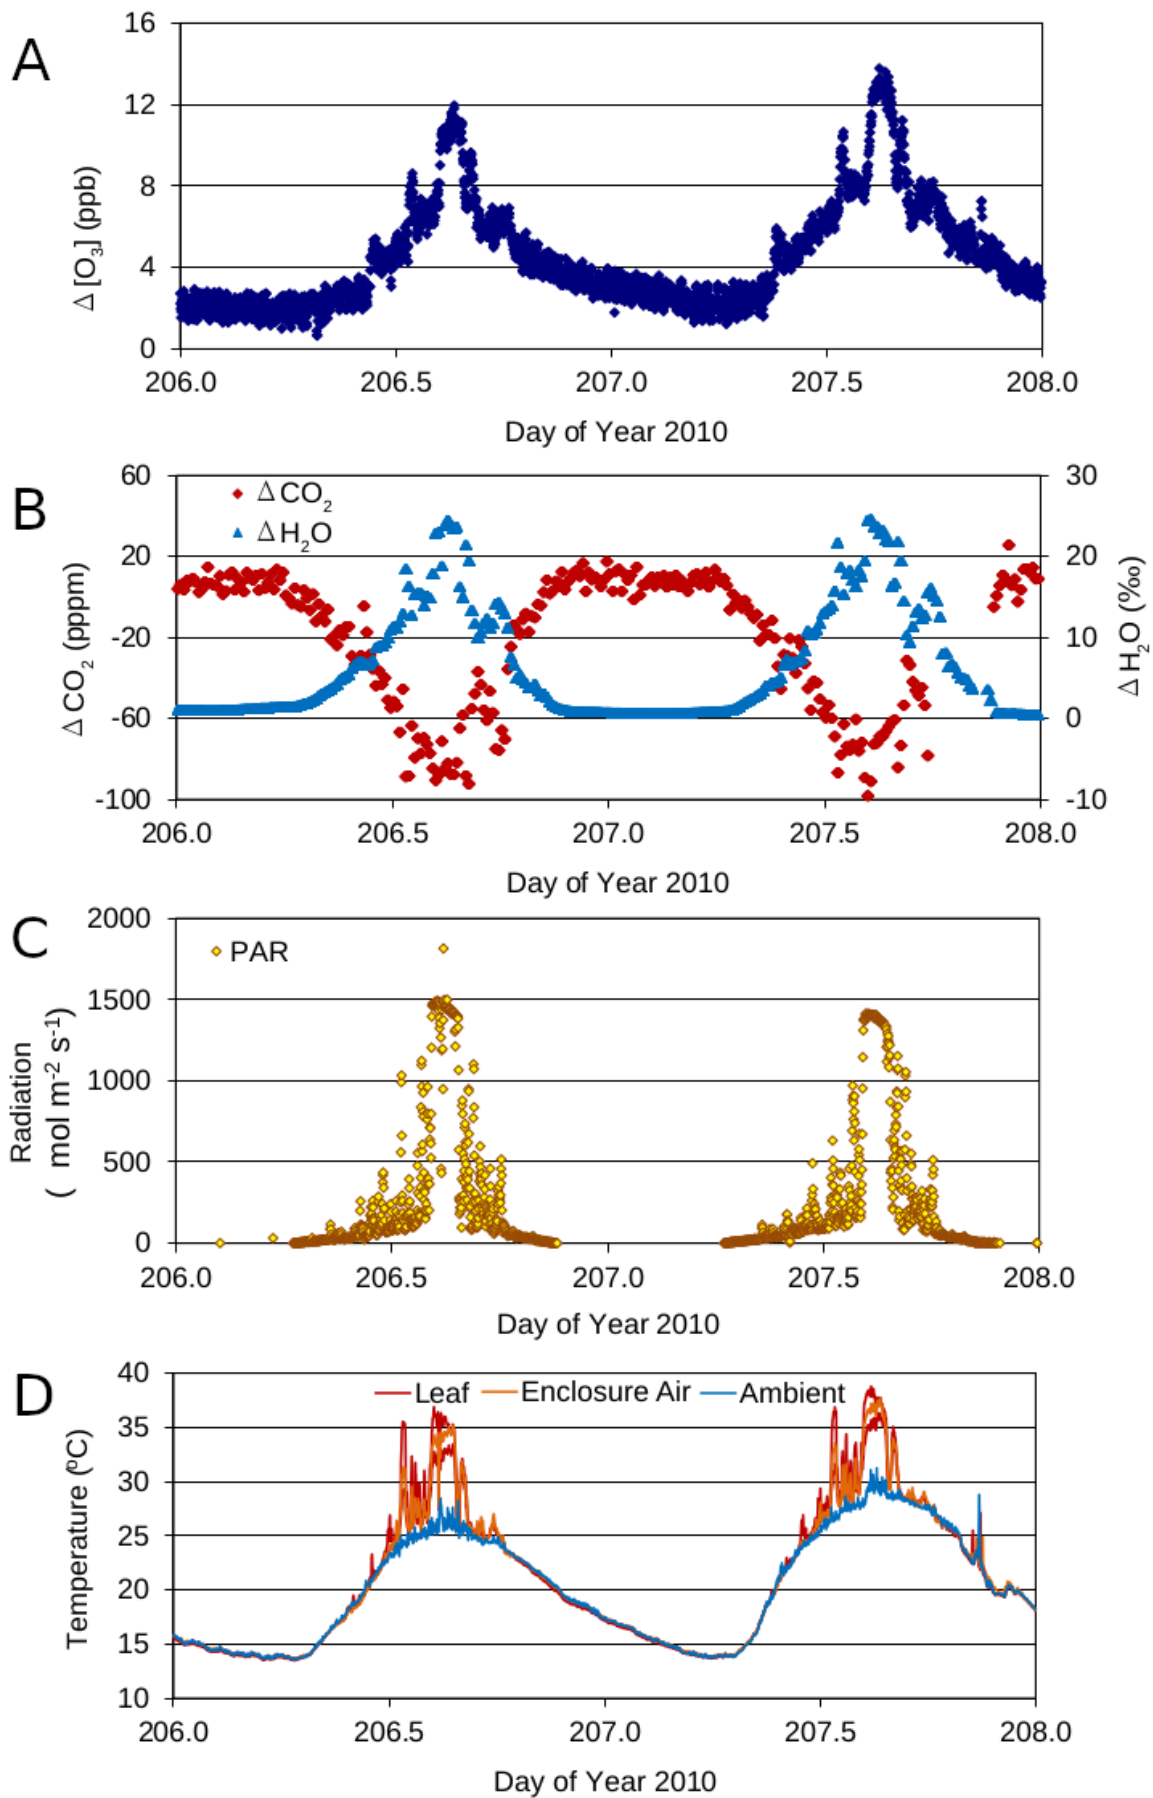 A
16
12
8
4
0
Δ [O3] (ppb)
206.0 206.5 207.0 207.5 208.0
Day of Year 2010
B
60
20
-20
-60
-100
Δ CO2 (pppm)
Δ CO2
Δ H2O
30
20
10
0
-10
Δ H2O (‰)
206.0 206.5 207.0 207.5 208.0
Day of Year 2010
C
2000
1500
1000
500
0
Radiation
( mol m-2 s-1)
PAR
206.0 206.5 207.0 207.5 208.0
Day of Year 2010
D
40
35
30
25
20
15
10
Temperature (ºC)
Leaf Enclosure Air Ambient
206.0 206.5 207.0 207.5 208.0
Day of Year 2010